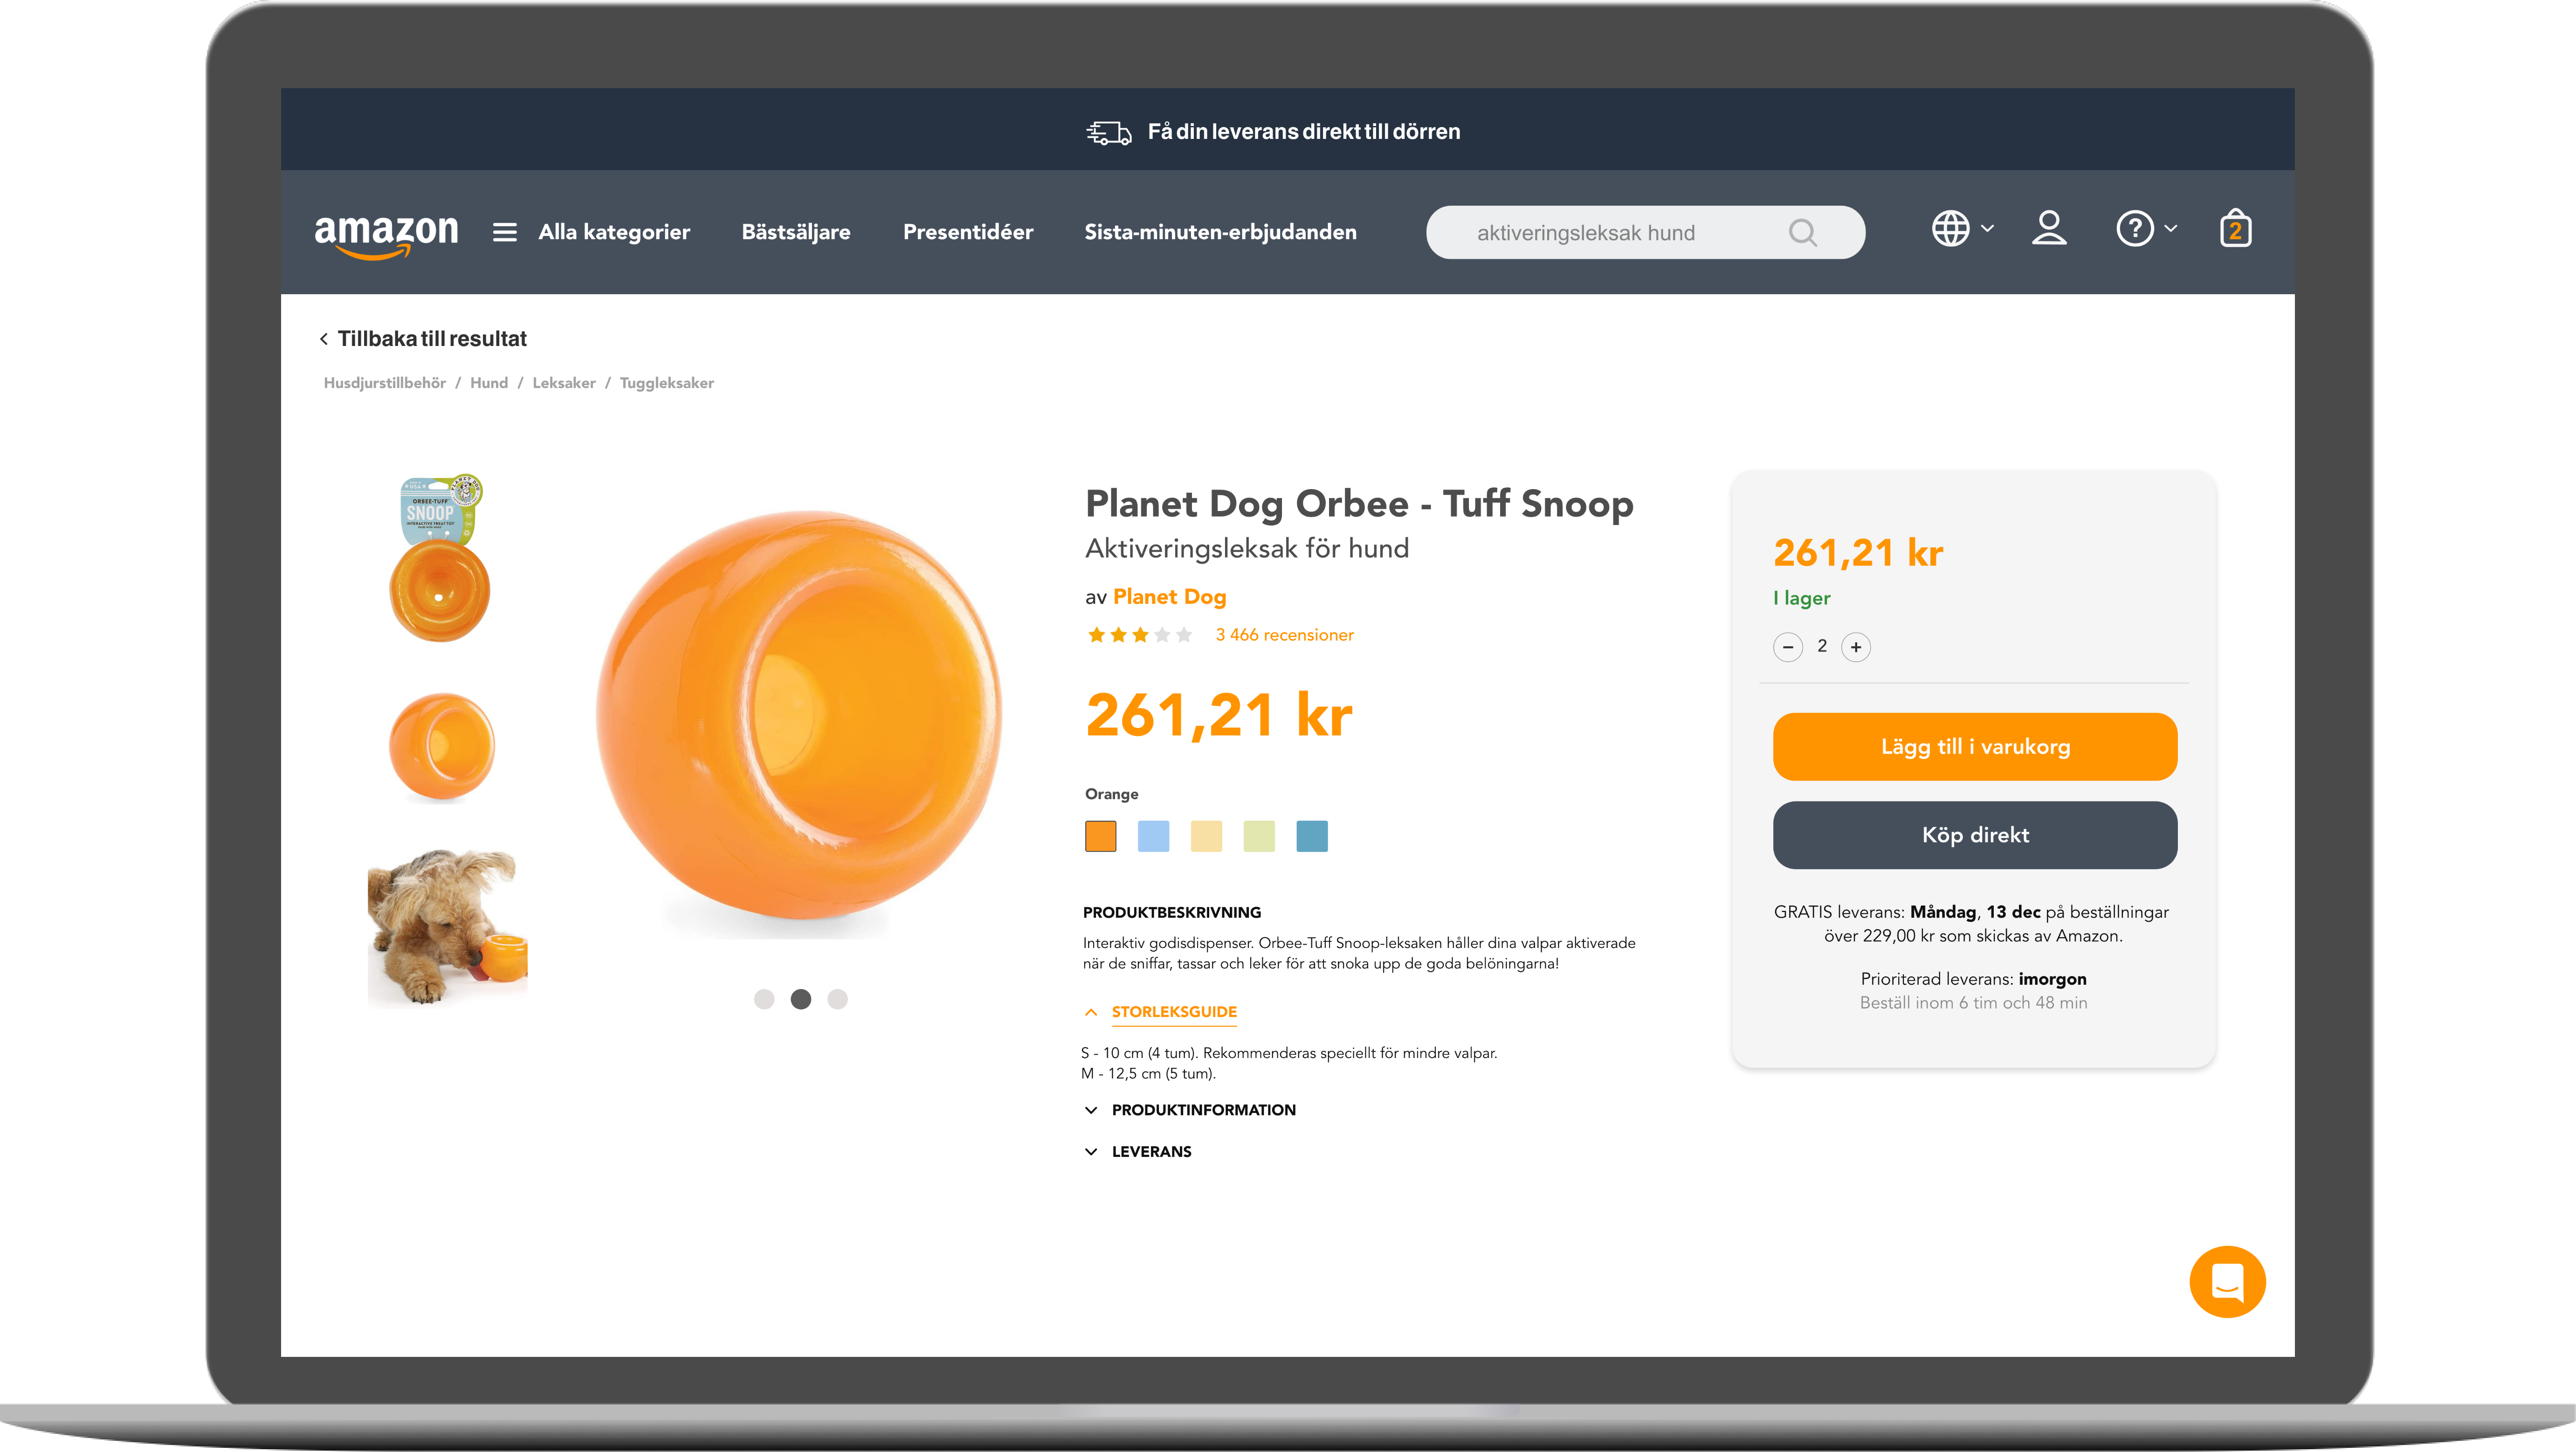 Få din leverans direkt till dörren
amazon
Alla kategorier
Bästsäljare
Presentidéer
Sista-minuten-erbjudanden
aktiveringsleksak hund
?
2
Tillbaka till resultat
Husdjurstillbehör / Hund / Leksaker / Tuggleksaker
PLANET DOG
USA
ORBEE-TUFF
SNOOP
INTERACTIVE TREAT TOY
Planet Dog Orbee - Tuff Snoop
Aktiveringsleksak för hund
av Planet Dog
3 466 recensioner
261,21 kr
Orange
PRODUKTBESKRIVNING
Interaktiv godisdispenser. Orbee-Tuff Snoop-leksaken håller dina valpar aktiverade
när de sniffar, tassar och leker för att snoka upp de goda belöningarna!
STORLEKSGUIDE
S - 10 cm (4 tum). Rekommenderas speciellt för mindre valpar.
M - 12,5 cm (5 tum).
PRODUKTINFORMATION
LEVERANS
261,21 kr
I lager
− 2 +
Lägg till i varukorg
Köp direkt
GRATIS leverans: Måndag, 13 dec på beställningar
över 229,00 kr som skickas av Amazon.
Prioriterad leverans: imorgon
Beställ inom 6 tim och 48 min